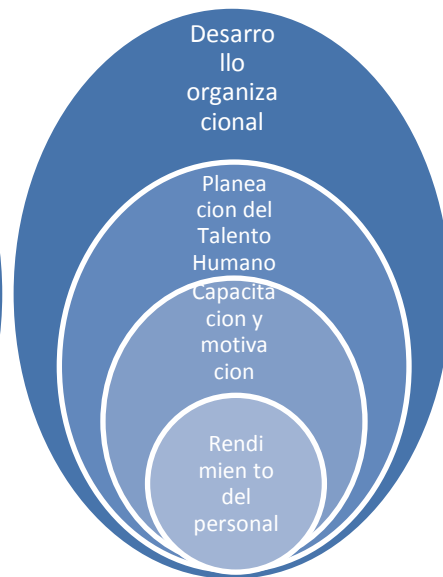 Desarro
llo
organiza
cional
Planea
cion del
Talento
Humano
Capacita
cion y
motiva
cion
Rendi
mien to
del
personal